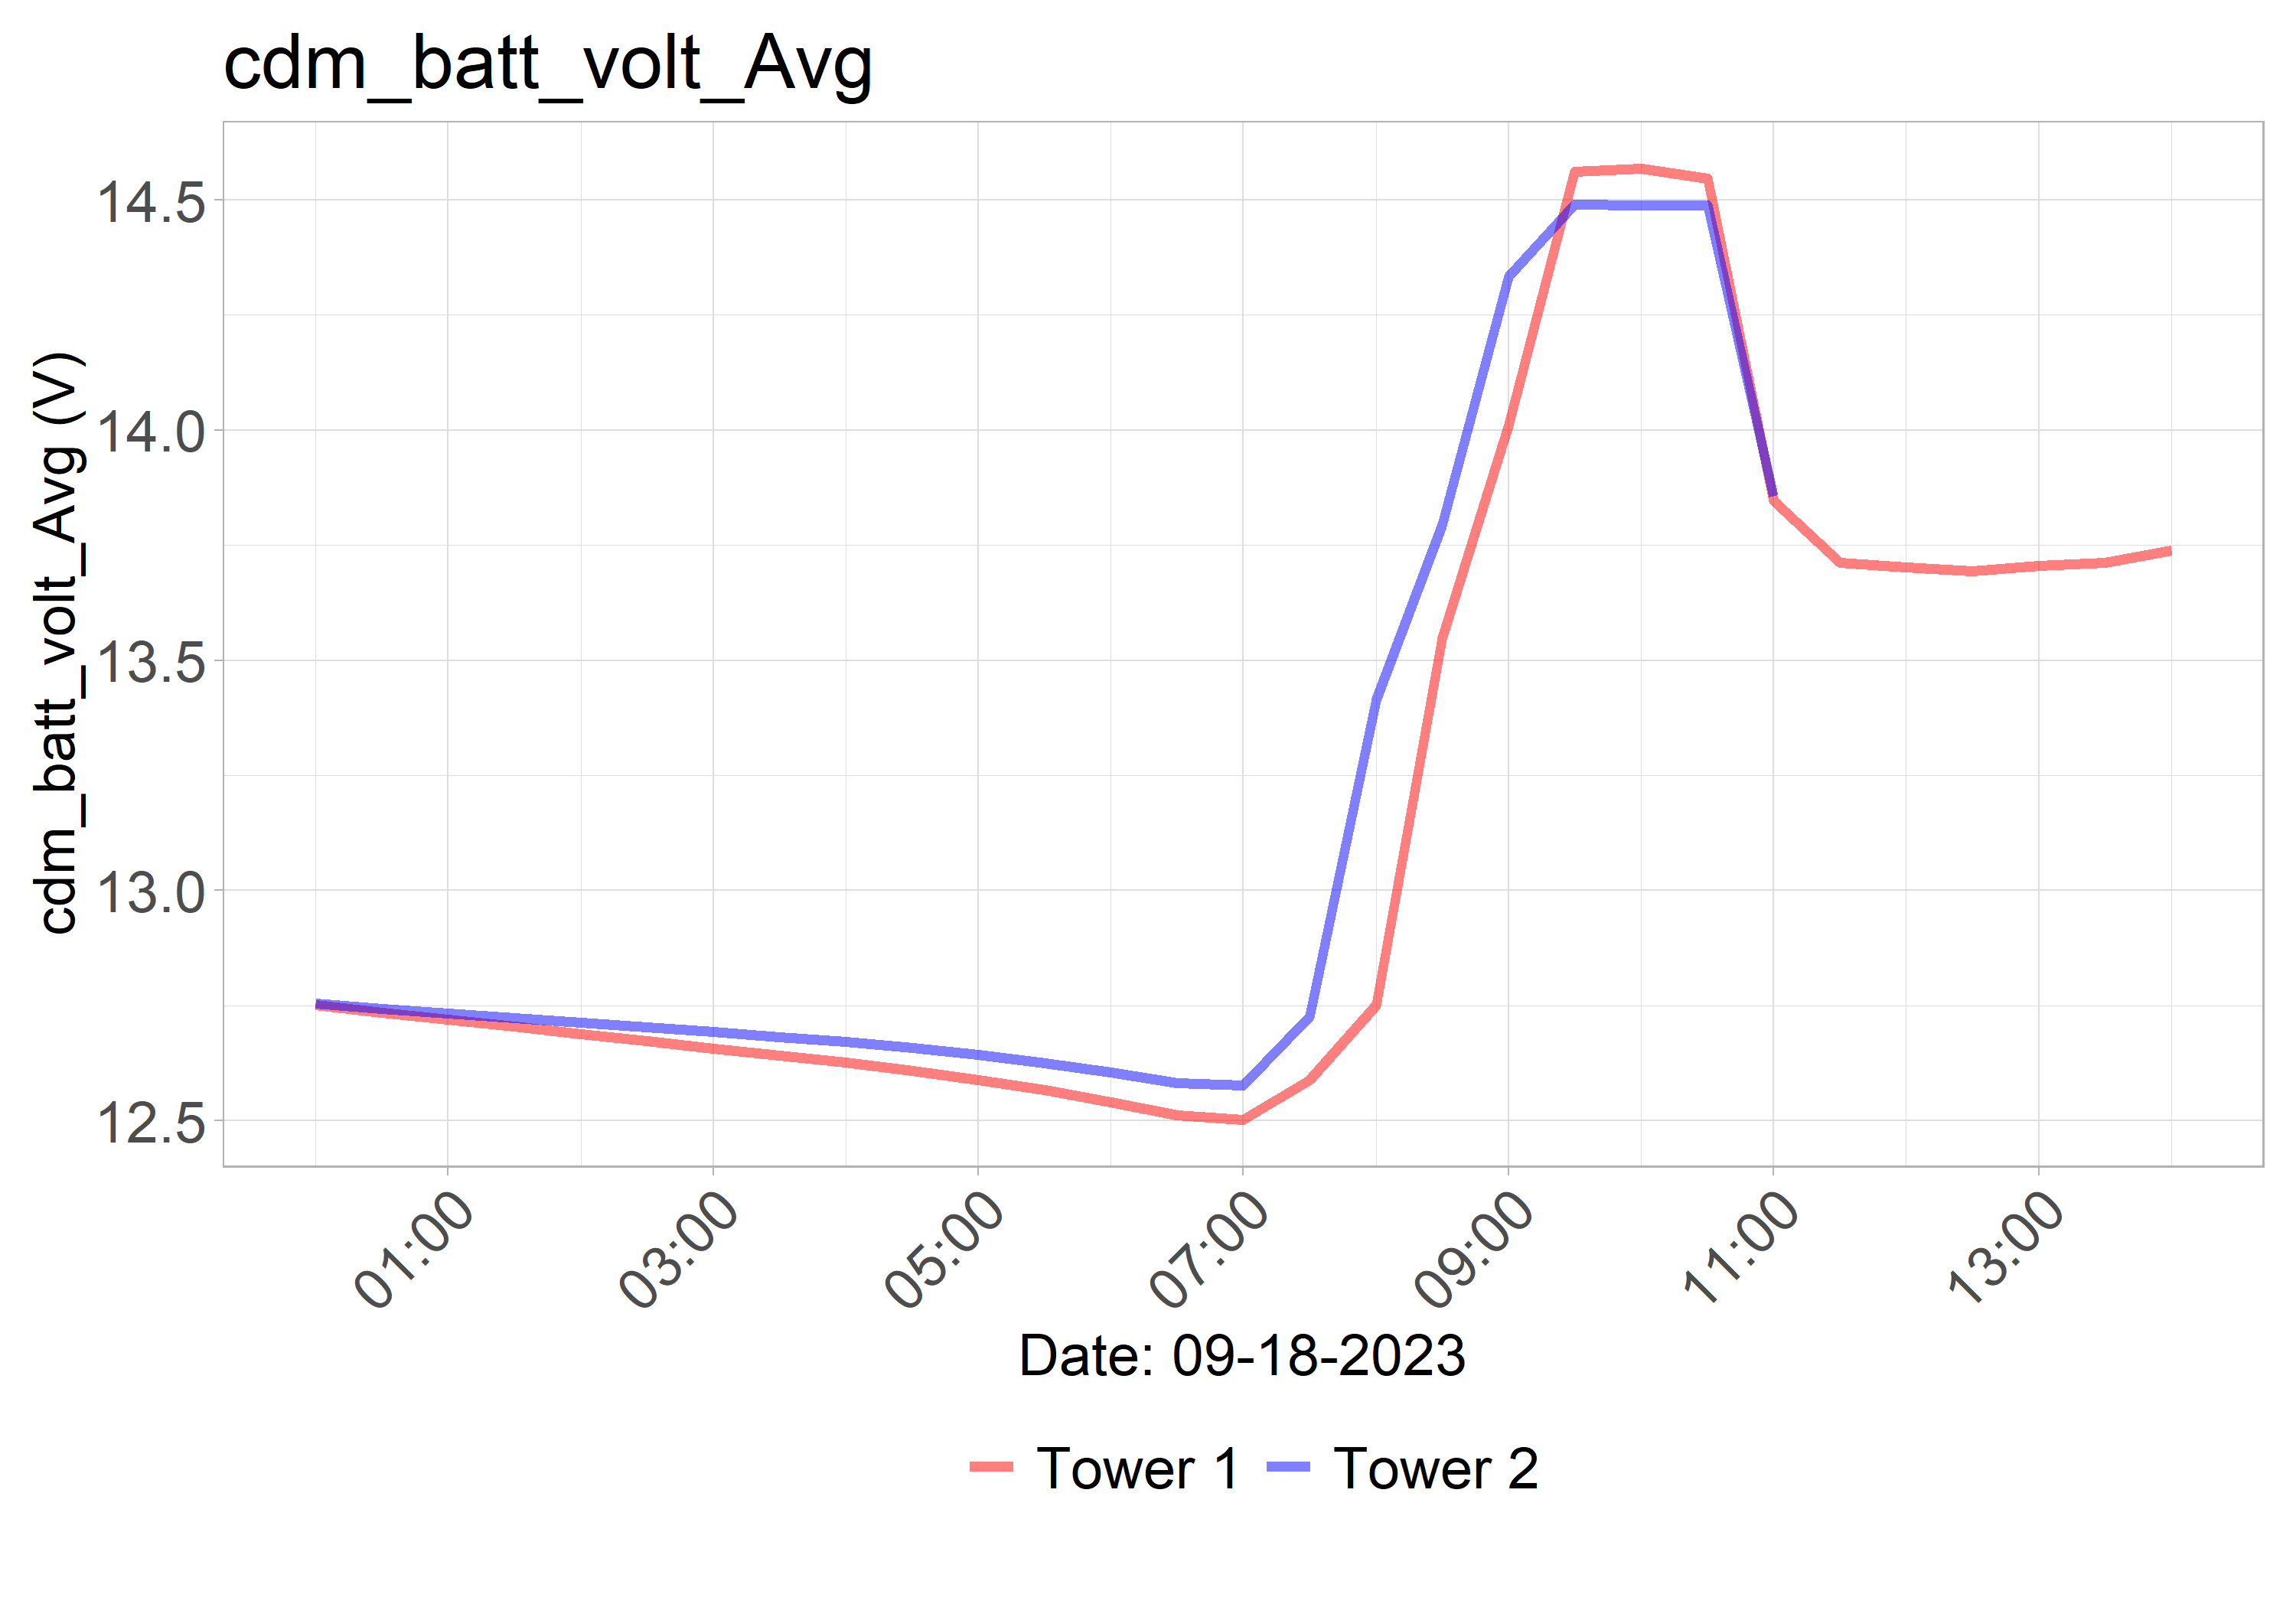 cdm_batt_volt_Avg
cdm_batt_volt_Avg (V)
14.5
14.0
13.5
13.0
12.5
01:00 03:00 05:00 07:00 09:00 11:00 13:00
Date: 09-18-2023
Tower 1 Tower 2